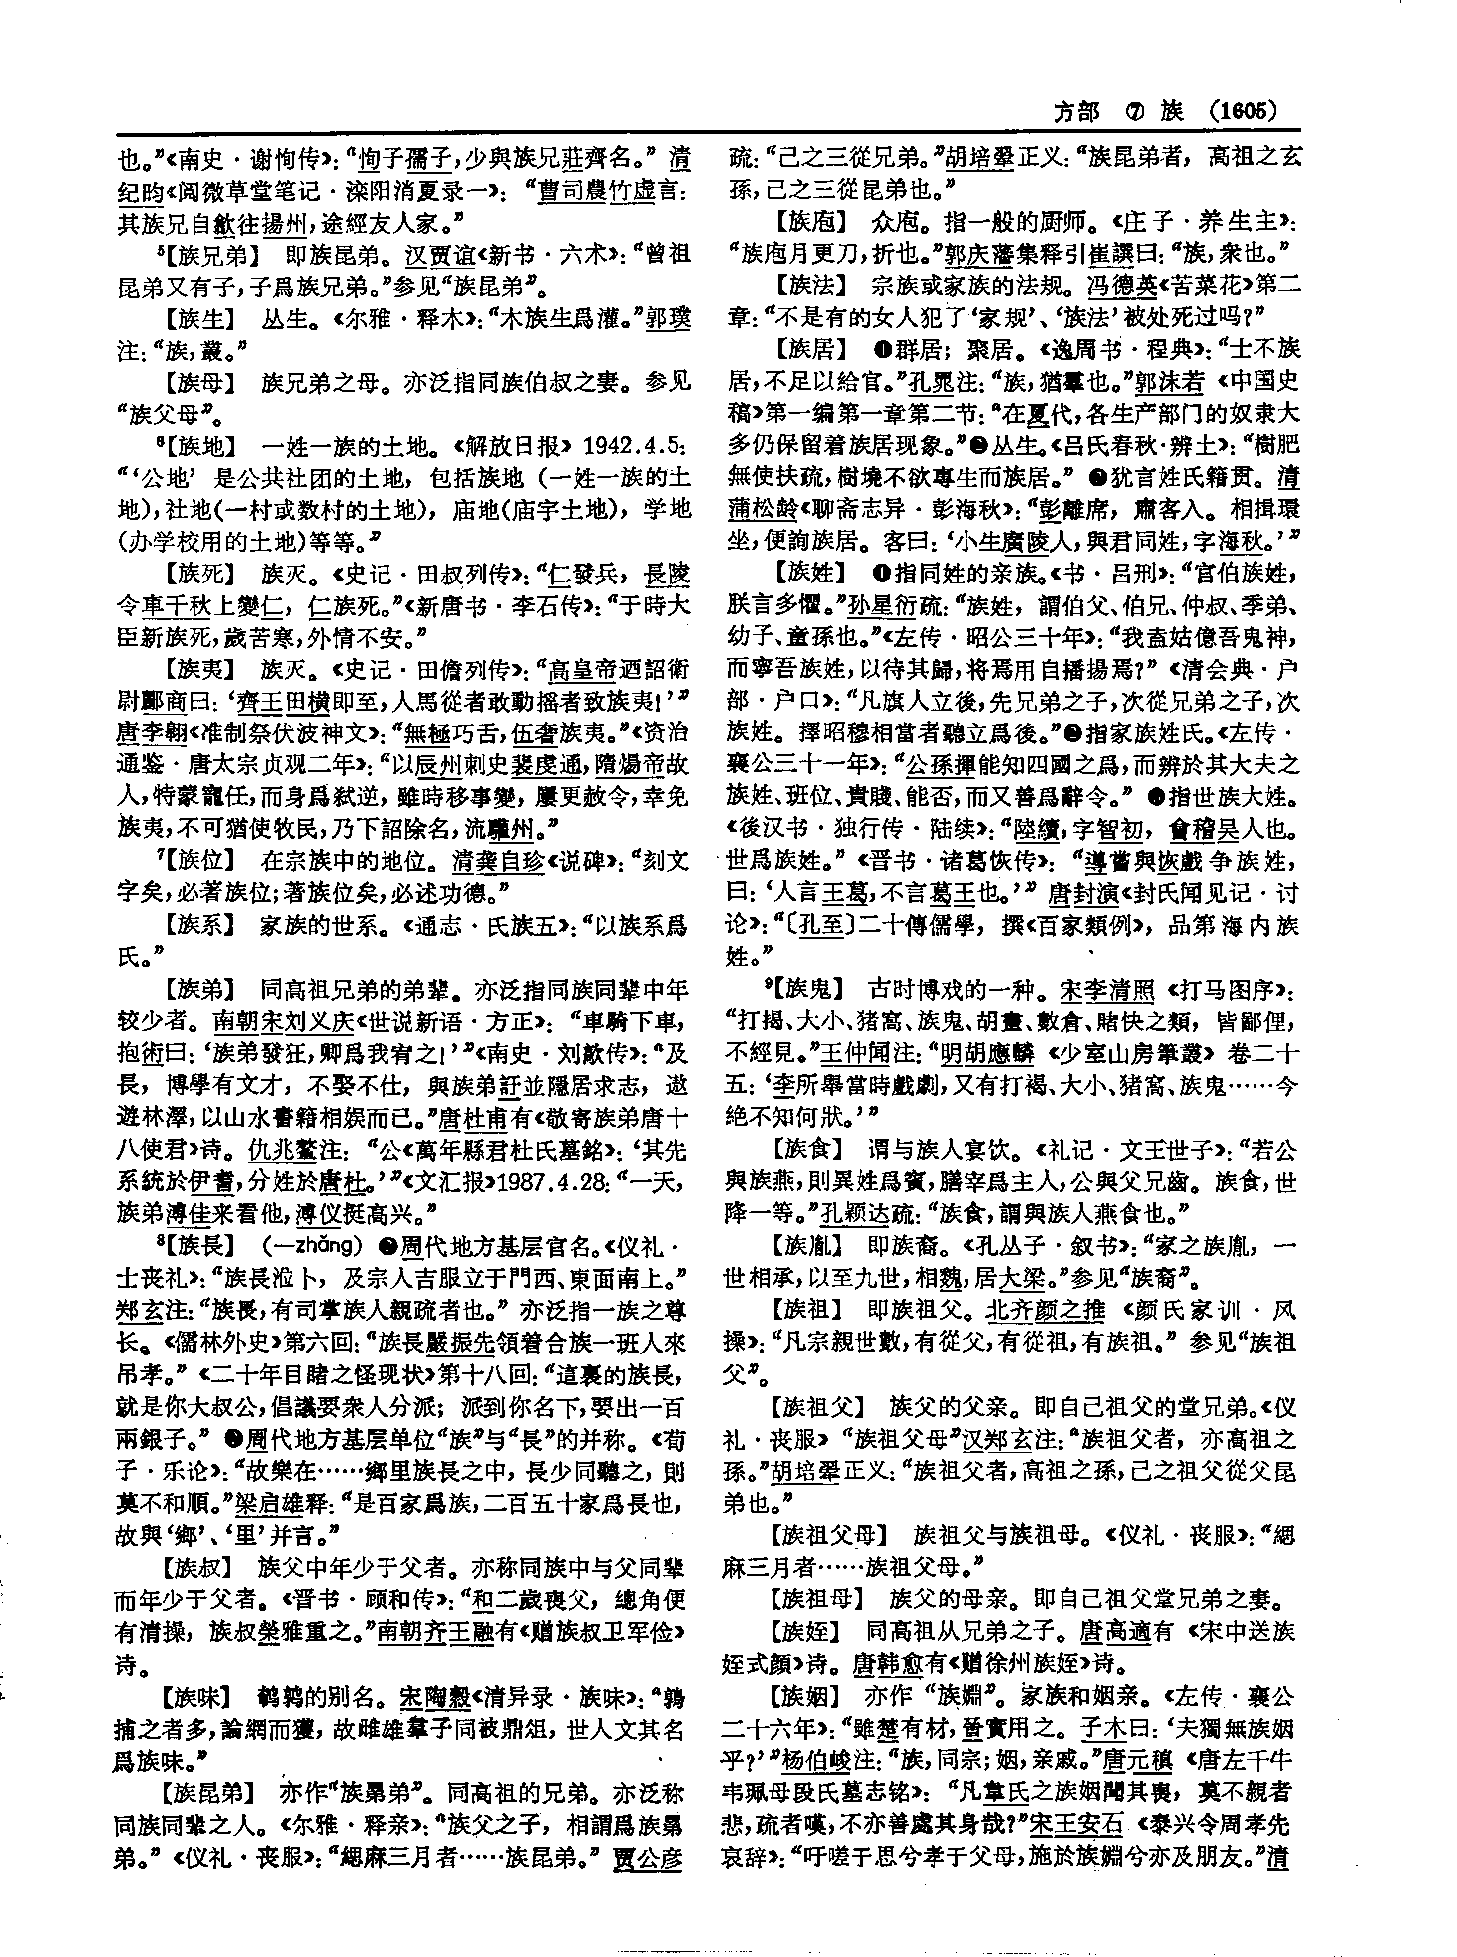 方部 ⑦ 族 (1605)
也。”《南史·谢恂传》：“恂子孺子，少與族兄莊齊名。” 清
纪昀《阅微草堂笔记·滦阳消夏录一》：“曹司農竹虚言：
其族兄自歙往揚州，途經友人家。”
⁵【族兄弟】 即族昆弟。汉贾谊《新书·六术》：“曾祖
昆弟又有子，子爲族兄弟。”参见“族昆弟”。
【族生】 丛生。《尔雅·释木》：“木族生爲灌。”郭璞
注：“族，叢。”
【族母】 族兄弟之母。亦泛指同族伯叔之妻。参见
“族父母”。
⁶【族地】 一姓一族的土地。《解放日报》1942.4.5：
“‘公地’是公共社团的土地，包括族地（一姓一族的土
地），社地（一村或数村的土地），庙地（庙宇土地），学地
（办学校用的土地）等等。”
【族死】 族灭。《史记·田叔列传》：“仁發兵，長陵
令車千秋上變仁，仁族死。”《新唐书·李石传》：“于時大
臣新族死，歲苦寒，外情不安。”
【族夷】 族灭。《史记·田儋列传》：“高皇帝迺詔衛
尉酈商曰：‘齊王田横即至，人馬從者敢動摇者致族夷！’”
唐李翱《准制祭伏波神文》：“無極巧舌，伍奢族夷。”《资治
通鉴·唐太宗贞观二年》：“以辰州刺史裴虔通，隋煬帝故
人，特蒙寵任，而身爲弑逆，雖時移事變，屢更赦令，幸免
族夷，不可猶使牧民，乃下詔除名，流驩州。”
⁷【族位】 在宗族中的地位。清龚自珍《说碑》：“刻文
字矣，必著族位；著族位矣，必述功德。”
【族系】 家族的世系。《通志·氏族五》：“以族系爲
氏。”
【族弟】 同高祖兄弟的弟辈。亦泛指同族同辈中年
较少者。南朝宋刘义庆《世说新语·方正》：“車騎下車，
抱術曰：‘族弟發狂，卿爲我宥之！’”《南史·刘歊传》：“及
長，博學有文才，不娶不仕，與族弟訏並隱居求志，遨
遊林澤，以山水書籍相娱而已。”唐杜甫有《敬寄族弟唐十
八使君》诗。仇兆鳌注：“公《萬年縣君杜氏墓銘》：‘其先
系統於伊耆，分姓於唐杜。’”《文汇报》1987.4.28：“一天，
族弟溥佳来看他，溥仪挺高兴。”
⁸【族長】 （—zhǎng）❶周代地方基层官名。《仪礼·
士丧礼》：“族長涖卜，及宗人吉服立于門西、東面南上。”
郑玄注：“族長，有司掌族人親疏者也。”亦泛指一族之尊
长。《儒林外史》第六回：“族長嚴振先領着合族一班人來
吊孝。”《二十年目睹之怪现状》第十八回：“這裏的族長，
就是你大叔公，倡議要衆人分派；派到你名下，要出一百
兩銀子。”❷周代地方基层单位“族”与“長”的并称。《荀
子·乐论》：“故樂在……鄉里族長之中，長少同聽之，則
莫不和順。”梁启雄释：“是百家爲族，二百五十家爲長也，
故與‘鄉’、‘里’并言。”
【族叔】 族父中年少于父者。亦称同族中与父同辈
而年少于父者。《晋书·顾和传》：“和二歲喪父，總角便
有清操，族叔榮雅重之。”南朝齐王融有《赠族叔卫军俭》
诗。
【族味】 鹌鹑的别名。宋陶穀《清异录·族味》：“鶉
捕之者多，論網而獲，故雌雄羣子同被鼎俎，世人文其名
爲族味。”
【族昆弟】 亦作“族晜弟”。同高祖的兄弟。亦泛称
同族同辈之人。《尔雅·释亲》：“族父之子，相謂爲族晜
弟。”《仪礼·丧服》：“緦麻三月者……族昆弟。”贾公彦
疏：“己之三從兄弟。”胡培翚正义：“族昆弟者，高祖之玄
孫，己之三從昆弟也。”
【族庖】 众庖。指一般的厨师。《庄子·养生主》：
“族庖月更刀，折也。”郭庆藩集释引崔譔曰：“族，衆也。”
【族法】 宗族或家族的法规。冯德英《苦菜花》第二
章：“不是有的女人犯了‘家规’、‘族法’被处死过吗？”
【族居】 ❶群居；聚居。《逸周书·程典》：“士不族
居，不足以給官。”孔晁注：“族，猶羣也。”郭沫若《中国史
稿》第一编第一章第二节：“在夏代，各生产部门的奴隶大
多仍保留着族居现象。”❷丛生。《吕氏春秋·辨土》：“樹肥
無使扶疏，樹墝不欲專生而族居。”❸犹言姓氏籍贯。清
蒲松龄《聊斋志异·彭海秋》：“彭離席，肅客入。相揖環
坐，便詢族居。客曰：‘小生廣陵人，與君同姓，字海秋。’”
【族姓】 ❶指同姓的亲族。《书·吕刑》：“官伯族姓，
朕言多懼。”孙星衍疏：“族姓，謂伯父、伯兄、仲叔、季弟、
幼子、童孫也。”《左传·昭公三十年》：“我盍姑億吾鬼神，
而寧吾族姓，以待其歸，将焉用自播揚焉？”《清会典·户
部·户口》：“凡旗人立後，先兄弟之子，次從兄弟之子，次
族姓。擇昭穆相當者聽立爲後。”❷指家族姓氏。《左传·
襄公三十一年》：“公孫揮能知四國之爲，而辨於其大夫之
族姓、班位、貴賤、能否，而又善爲辭令。”❸指世族大姓。
《後汉书·独行传·陆续》：“陸續，字智初，會稽吴人也。
世爲族姓。”《晋书·诸葛恢传》：“導嘗與恢戲争族姓，
曰：‘人言王葛，不言葛王也。’”唐封演《封氏闻见记·讨
论》：“〔孔至〕二十傳儒學，撰《百家類例》，品第海内族
姓。”
⁹【族鬼】 古时博戏的一种。宋李清照《打马图序》：
“打揭、大小、猪窩、族鬼、胡畫、數倉、賭快之類，皆鄙俚，
不經見。”王仲闻注：“明胡應麟《少室山房筆叢》卷二十
五：‘李所舉當時戲劇，又有打褐、大小、猪窩、族鬼……今
絶不知何狀。’”
【族食】 谓与族人宴饮。《礼记·文王世子》：“若公
與族燕，則異姓爲賓，膳宰爲主人，公與父兄齒。族食，世
降一等。”孔颖达疏：“族食，謂與族人燕食也。”
【族胤】 即族裔。《孔丛子·叙书》：“家之族胤，一
世相承，以至九世，相魏，居大梁。”参见“族裔”。
【族祖】 即族祖父。北齐颜之推《颜氏家训·风
操》：“凡宗親世數，有從父，有從祖，有族祖。”参见“族祖
父”。
【族祖父】 族父的父亲。即自己祖父的堂兄弟。《仪
礼·丧服》“族祖父母”汉郑玄注：“族祖父者，亦高祖之
孫。”胡培翚正义：“族祖父者，高祖之孫，己之祖父從父昆
弟也。”
【族祖父母】 族祖父与族祖母。《仪礼·丧服》：“緦
麻三月者……族祖父母。”
【族祖母】 族父的母亲。即自己祖父堂兄弟之妻。
【族姪】 同高祖从兄弟之子。唐高適有《宋中送族
姪式顔》诗。唐韩愈有《赠徐州族姪》诗。
【族姻】 亦作“族婣”。家族和姻亲。《左传·襄公
二十六年》：“雖楚有材，晉實用之。子木曰：‘夫獨無族姻
乎？’”杨伯峻注：“族，同宗；姻，亲戚。”唐元稹《唐左千牛
韦珮母段氏墓志铭》：“凡韋氏之族姻聞其喪，莫不親者
悲，疏者嘆，不亦善處其身哉？”宋王安石《泰兴令周孝先
哀辞》：“吁嗟于思兮孝于父母，施於族婣兮亦及朋友。”清